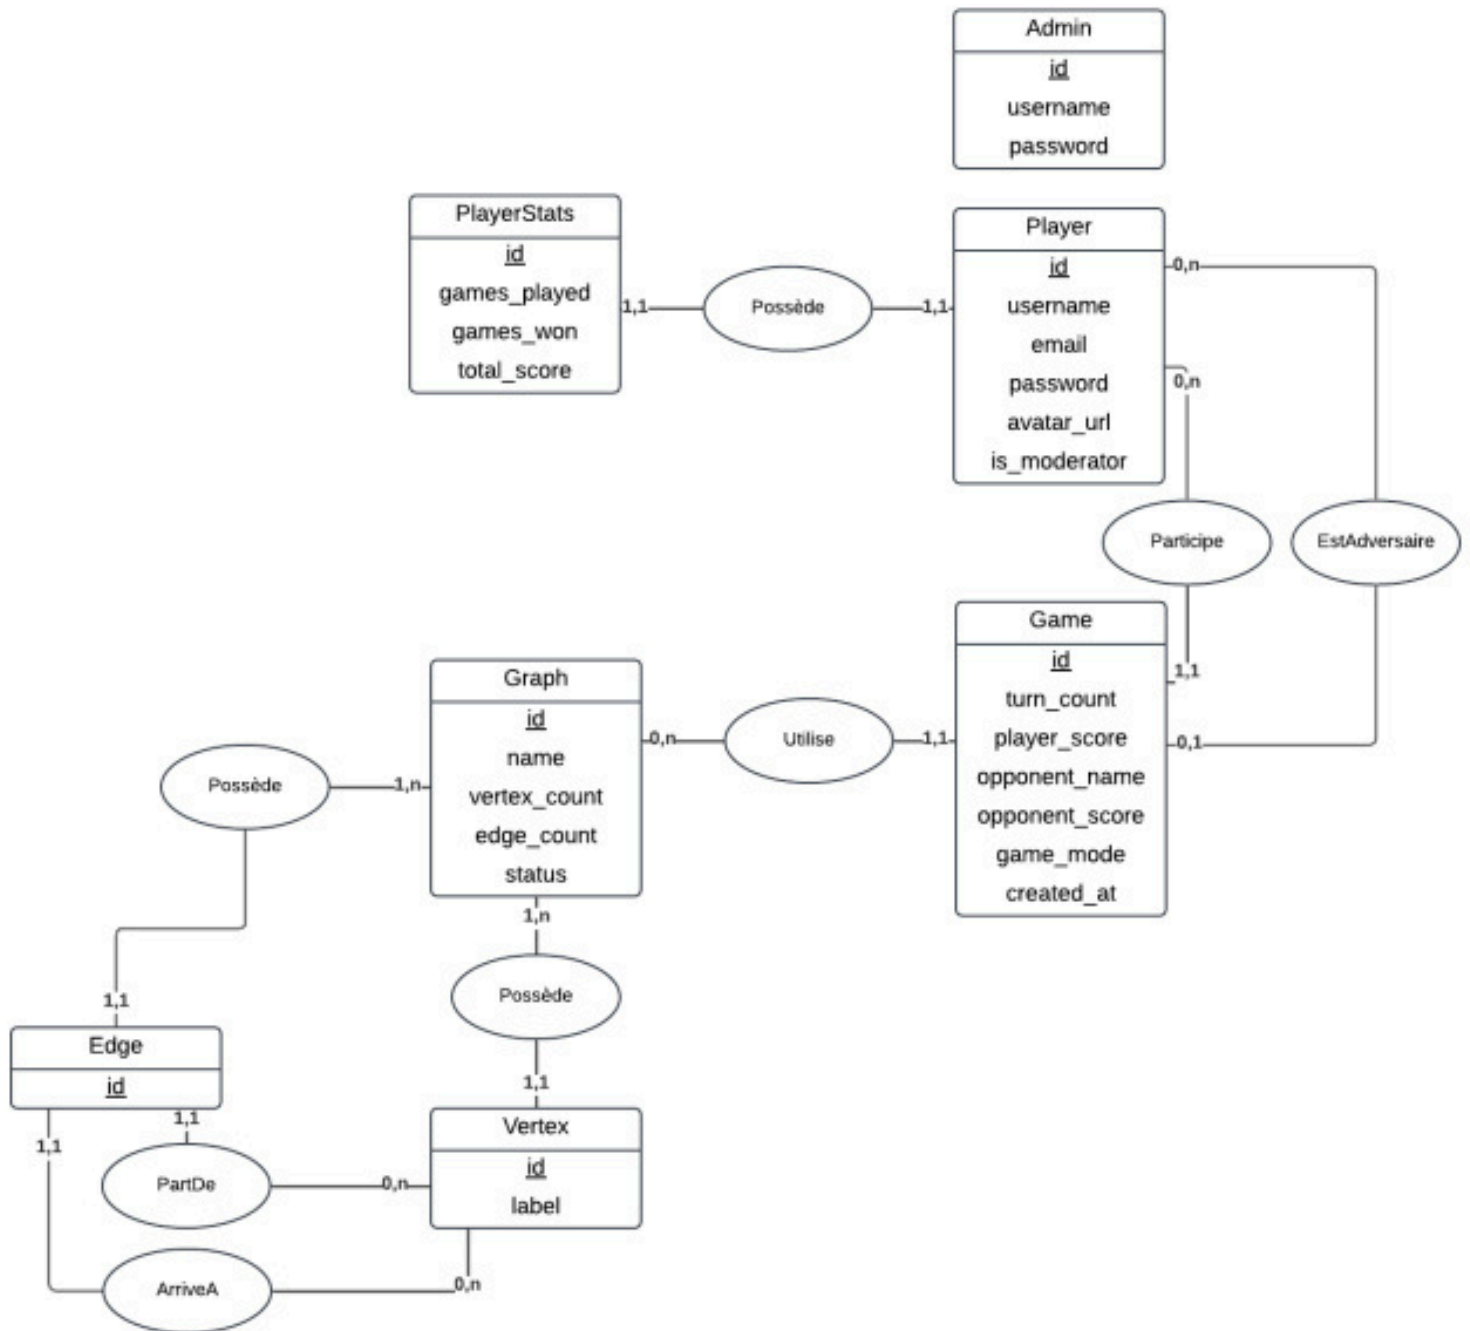 Admin
id
username
password
PlayerStats
id
games_played
games_won
total_score
1,1
Possède
1,1
Player
id
username
email
password
avatar_url
is_moderator
0,n
0,n
Participe
EstAdversaire
1,1
0,1
Game
id
turn_count
player_score
opponent_name
opponent_score
game_mode
created_at
1,1
Utilise
0,n
Graph
id
name
vertex_count
edge_count
status
1,n
Possède
1,1
1,n
Possède
1,1
Edge
id
1,1
1,1
PartDe
0,n
Vertex
id
label
ArriveA
0,n